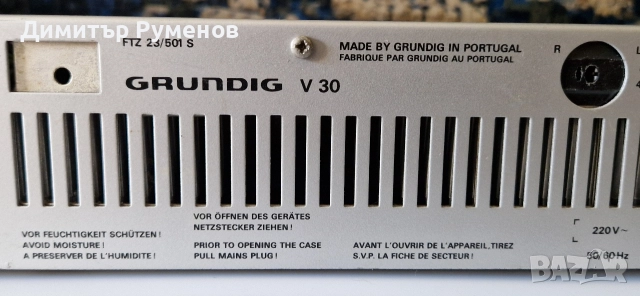 Димитър Руменов
FTZ 23/501 S
MADE BY GRUNDIG IN PORTUGAL
FABRIQUE PAR GRUNDIG AU PORTUGAL
R
L
GRUNDIG V 30
4
VOR FEUCHTIGKEIT SCHÜTZEN!
AVOID MOISTURE!
A PRESERVER DE L'HUMIDITE!
VOR ÖFFNEN DES GERÄTES
NETZSTECKER ZIEHEN!
PRIOR TO OPENING THE CASE
PULL MAINS PLUG!
AVANT L'OUVRIR DE L'APPAREIL,TIREZ
S.V.P. LA FICHE DE SECTEUR!
220V~
50/60Hz
bazar